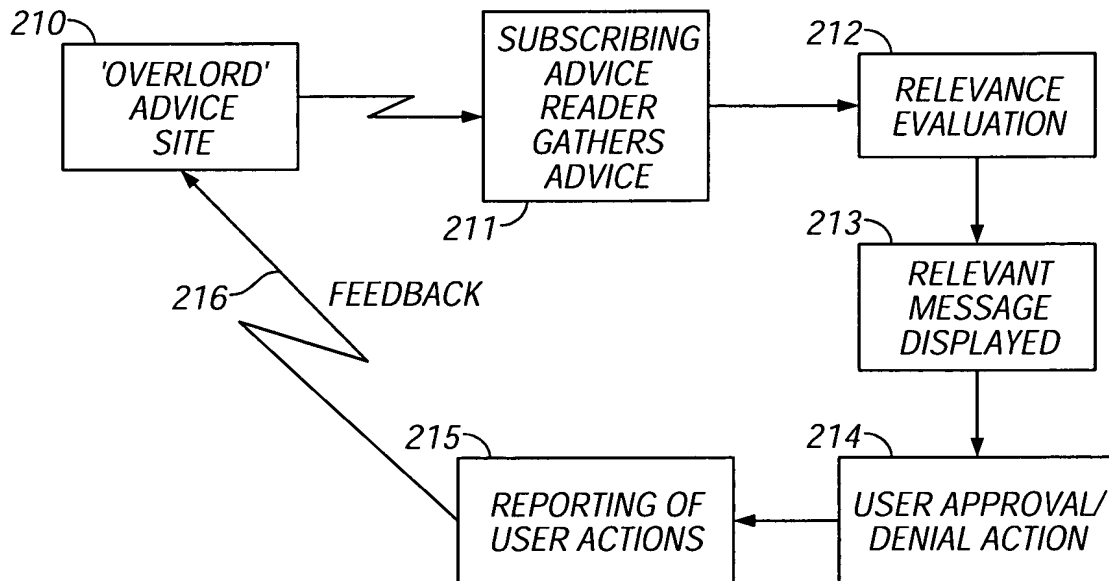 210
'OVERLORD'
ADVICE
SITE
SUBSCRIBING
ADVICE
READER
GATHERS
ADVICE
211
212
RELEVANCE
EVALUATION
213
RELEVANT
MESSAGE
DISPLAYED
214
USER APPROVAL/
DENIAL ACTION
215
REPORTING OF
USER ACTIONS
216
FEEDBACK